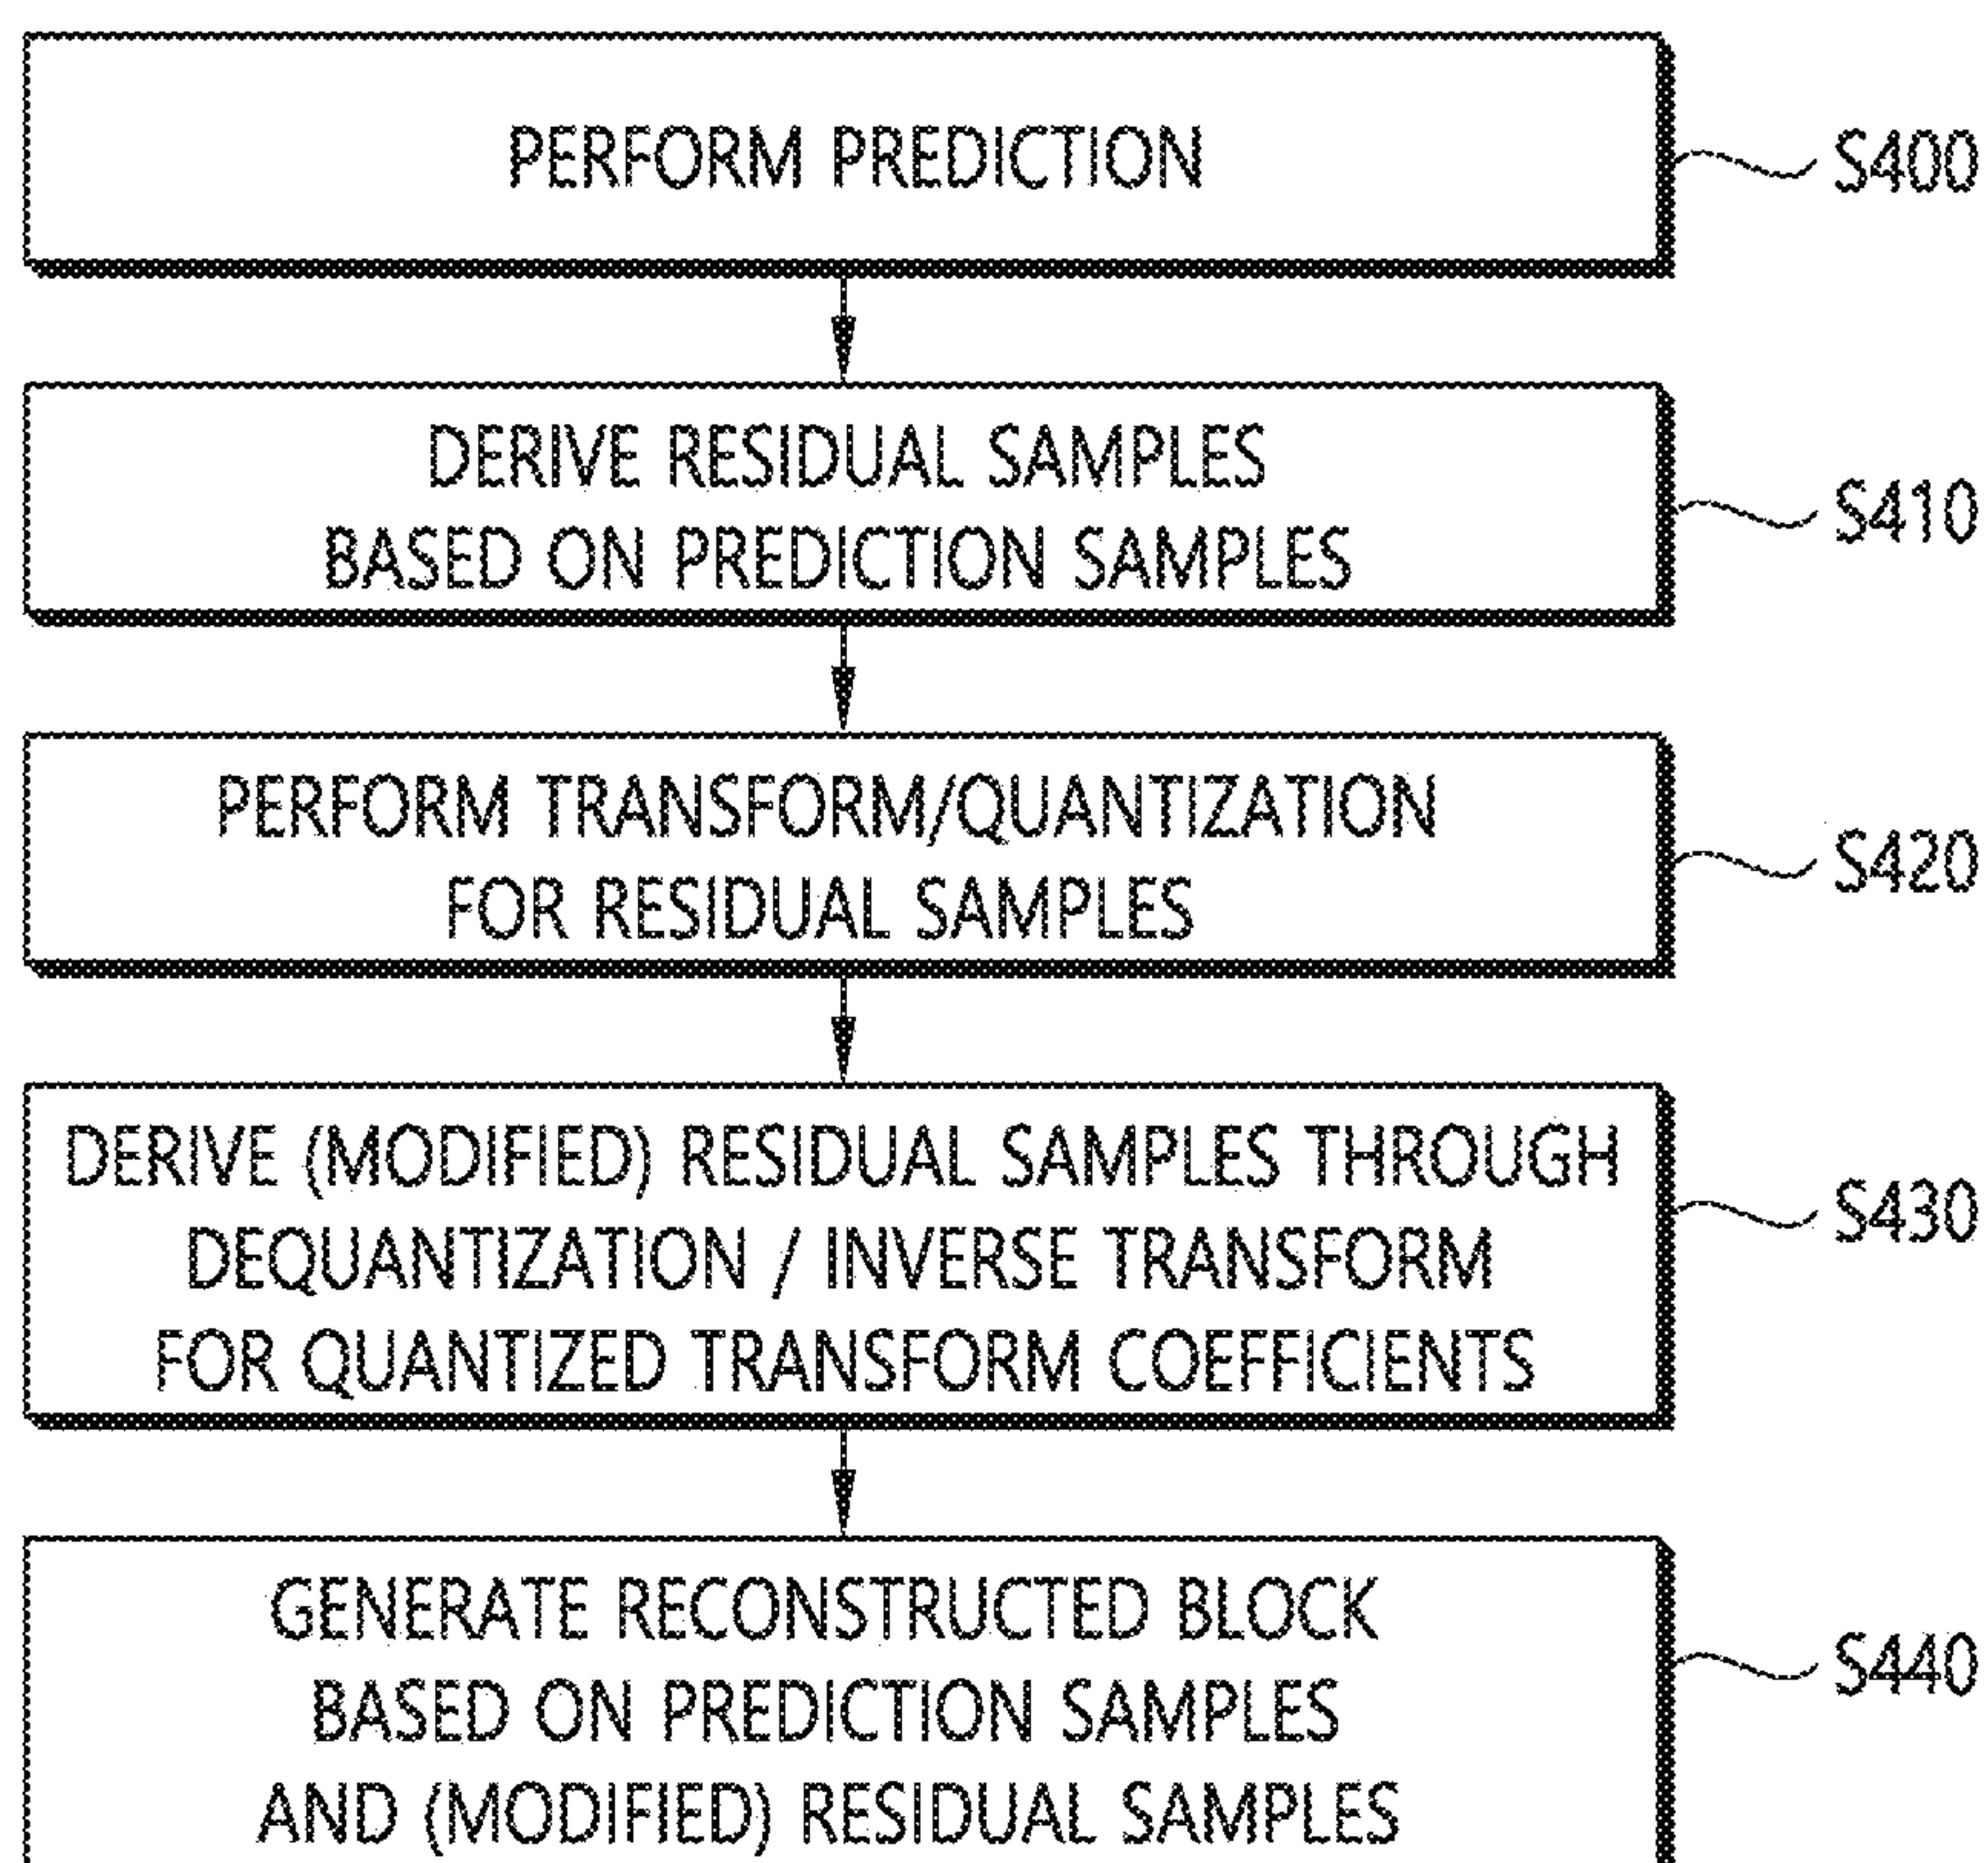 PERFORM PREDICTION
S400
DERIVE RESIDUAL SAMPLES
BASED ON PREDICTION SAMPLES
S410
PERFORM TRANSFORM/QUANTIZATION
FOR RESIDUAL SAMPLES
S420
DERIVE (MODIFIED) RESIDUAL SAMPLES THROUGH
DEQUANTIZATION / INVERSE TRANSFORM
FOR QUANTIZED TRANSFORM COEFFICIENTS
S430
GENERATE RECONSTRUCTED BLOCK
BASED ON PREDICTION SAMPLES
AND (MODIFIED) RESIDUAL SAMPLES
S440